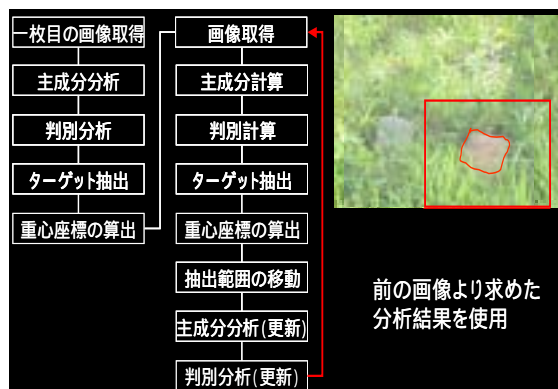 一枚目の画像取得
主成分分析
判別分析
ターゲット抽出
重心座標の算出
画像取得
主成分計算
判別計算
ターゲット抽出
重心座標の算出
抽出範囲の移動
主成分分析(更新)
判別分析(更新)
前の画像より求めた
分析結果を使用